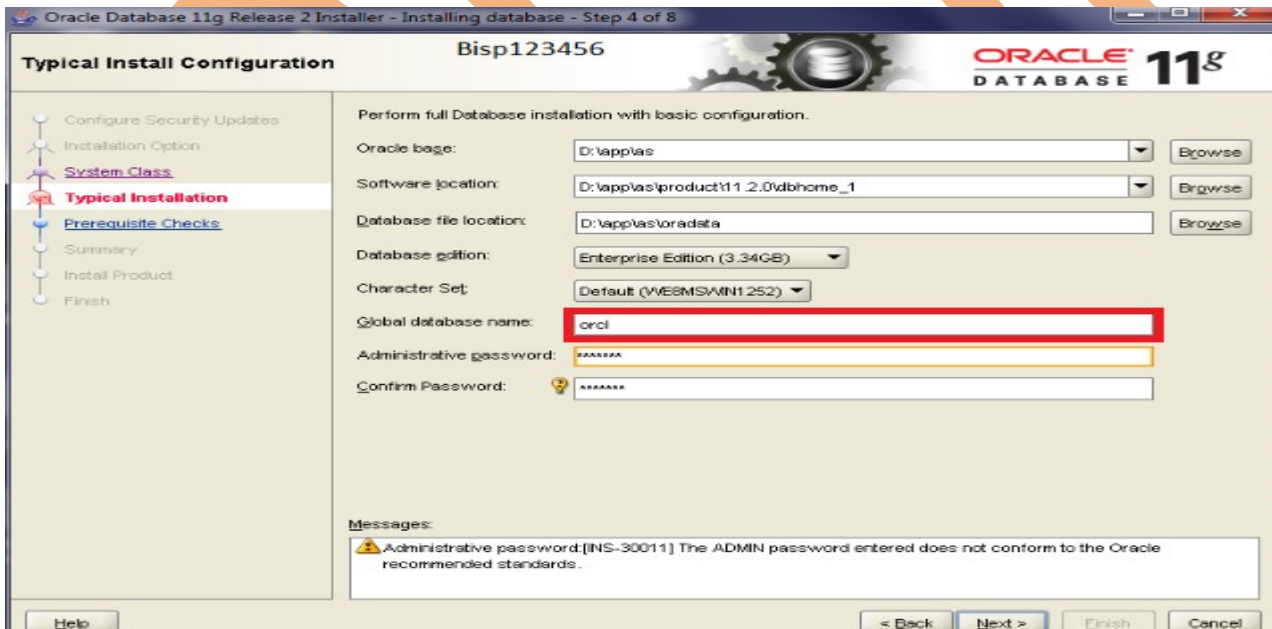 Oracle Database 11g Release 2 Installer - Installing database - Step 4 of 8
Typical Install Configuration
Bisp123456
ORACLE DATABASE 11g
Configure Security Updates
Installation Option
System Class
Typical Installation
Prerequisite Checks
Summary
Install Product
Finish
Perform full Database installation with basic configuration.
Oracle base: D:\app\as Browse
Software location: D:\app\as\product\11.2.0\dbhome_1 Browse
Database file location: D:\app\as\oradata Browse
Database edition: Enterprise Edition (3.34GB)
Character Set: Default (WE8MSWIN1252)
Global database name: orcl
Administrative password: *******
Confirm Password: *******
Messages:
Administrative password:[INS-30011] The ADMIN password entered does not conform to the Oracle
recommended standards.
Help < Back Next > Finish Cancel